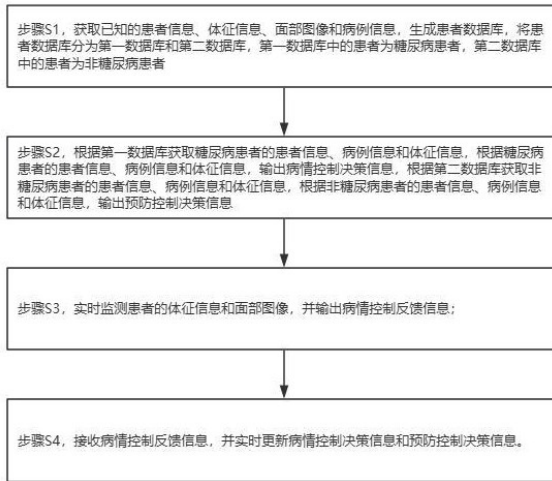 步骤S1，获取已知的患者信息、体征信息、面部图像和病例信息，生成患者数据库，将患
者数据库分为第一数据库和第二数据库，第一数据库中的患者为糖尿病患者，第二数据库
中的患者为非糖尿病患者
步骤S2，根据第一数据库获取糖尿病患者的患者信息、病例信息和体征信息，根据糖尿病
患者的患者信息、病例信息和体征信息，输出病情控制决策信息，根据第二数据库获取非
糖尿病患者的患者信息、病例信息和体征信息，根据非糖尿病患者的患者信息、病例信息
和体征信息，输出预防控制决策信息
步骤S3，实时监测患者的体征信息和面部图像，并输出病情控制反馈信息；
步骤S4，接收病情控制反馈信息，并实时更新病情控制决策信息和预防控制决策信息。